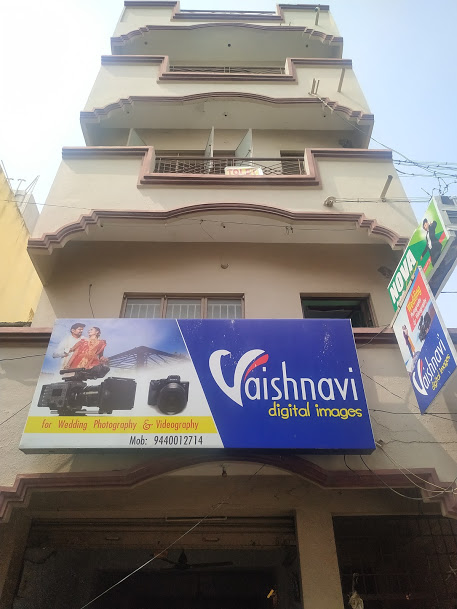 Vaishnavi
digital images
for Wedding Photography & Videography
Mob: 9440012714
NOVA
Vaishnavi
digital images